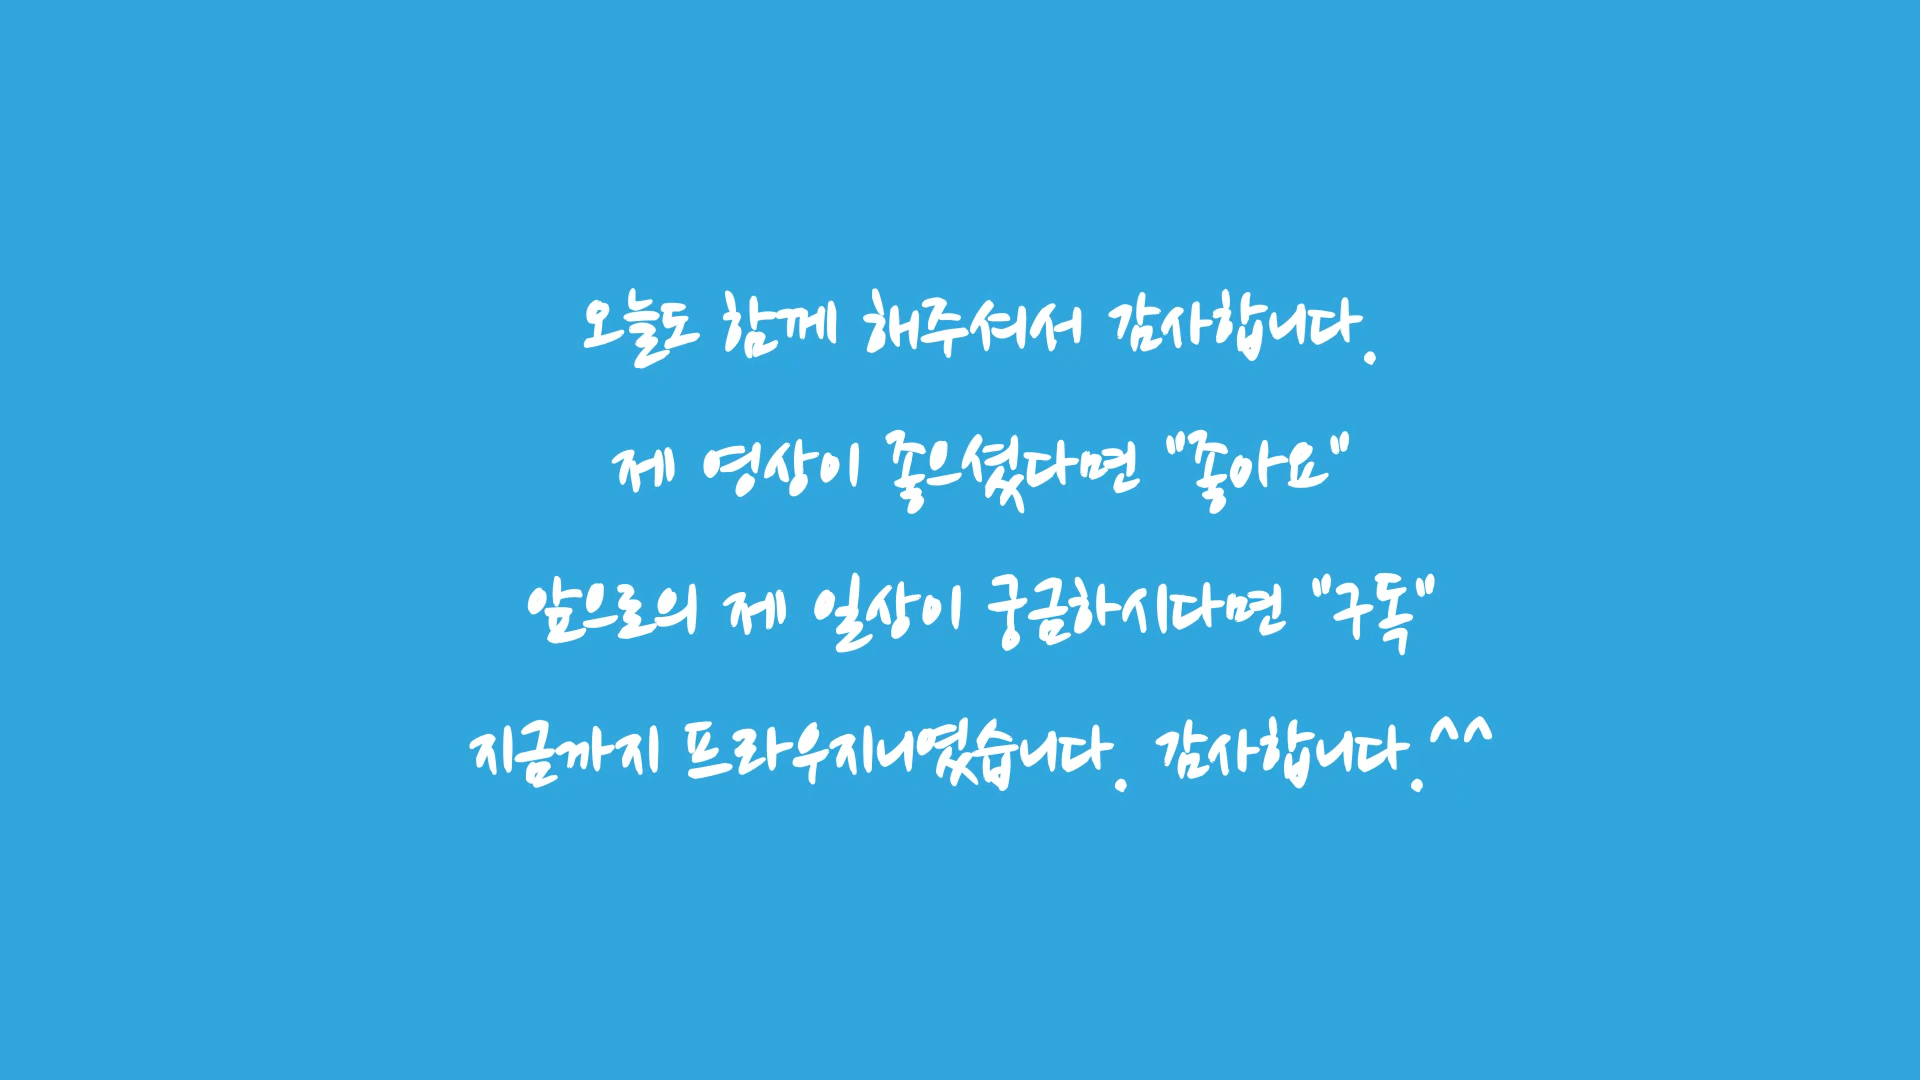 오늘도 함께 해주셔서 감사합니다.
제 영상이 좋으셨다면 "좋아요"
앞으로의 제 일상이 궁금하시다면 "구독"
지금까지 프라우지니였습니다. 감사합니다.^^